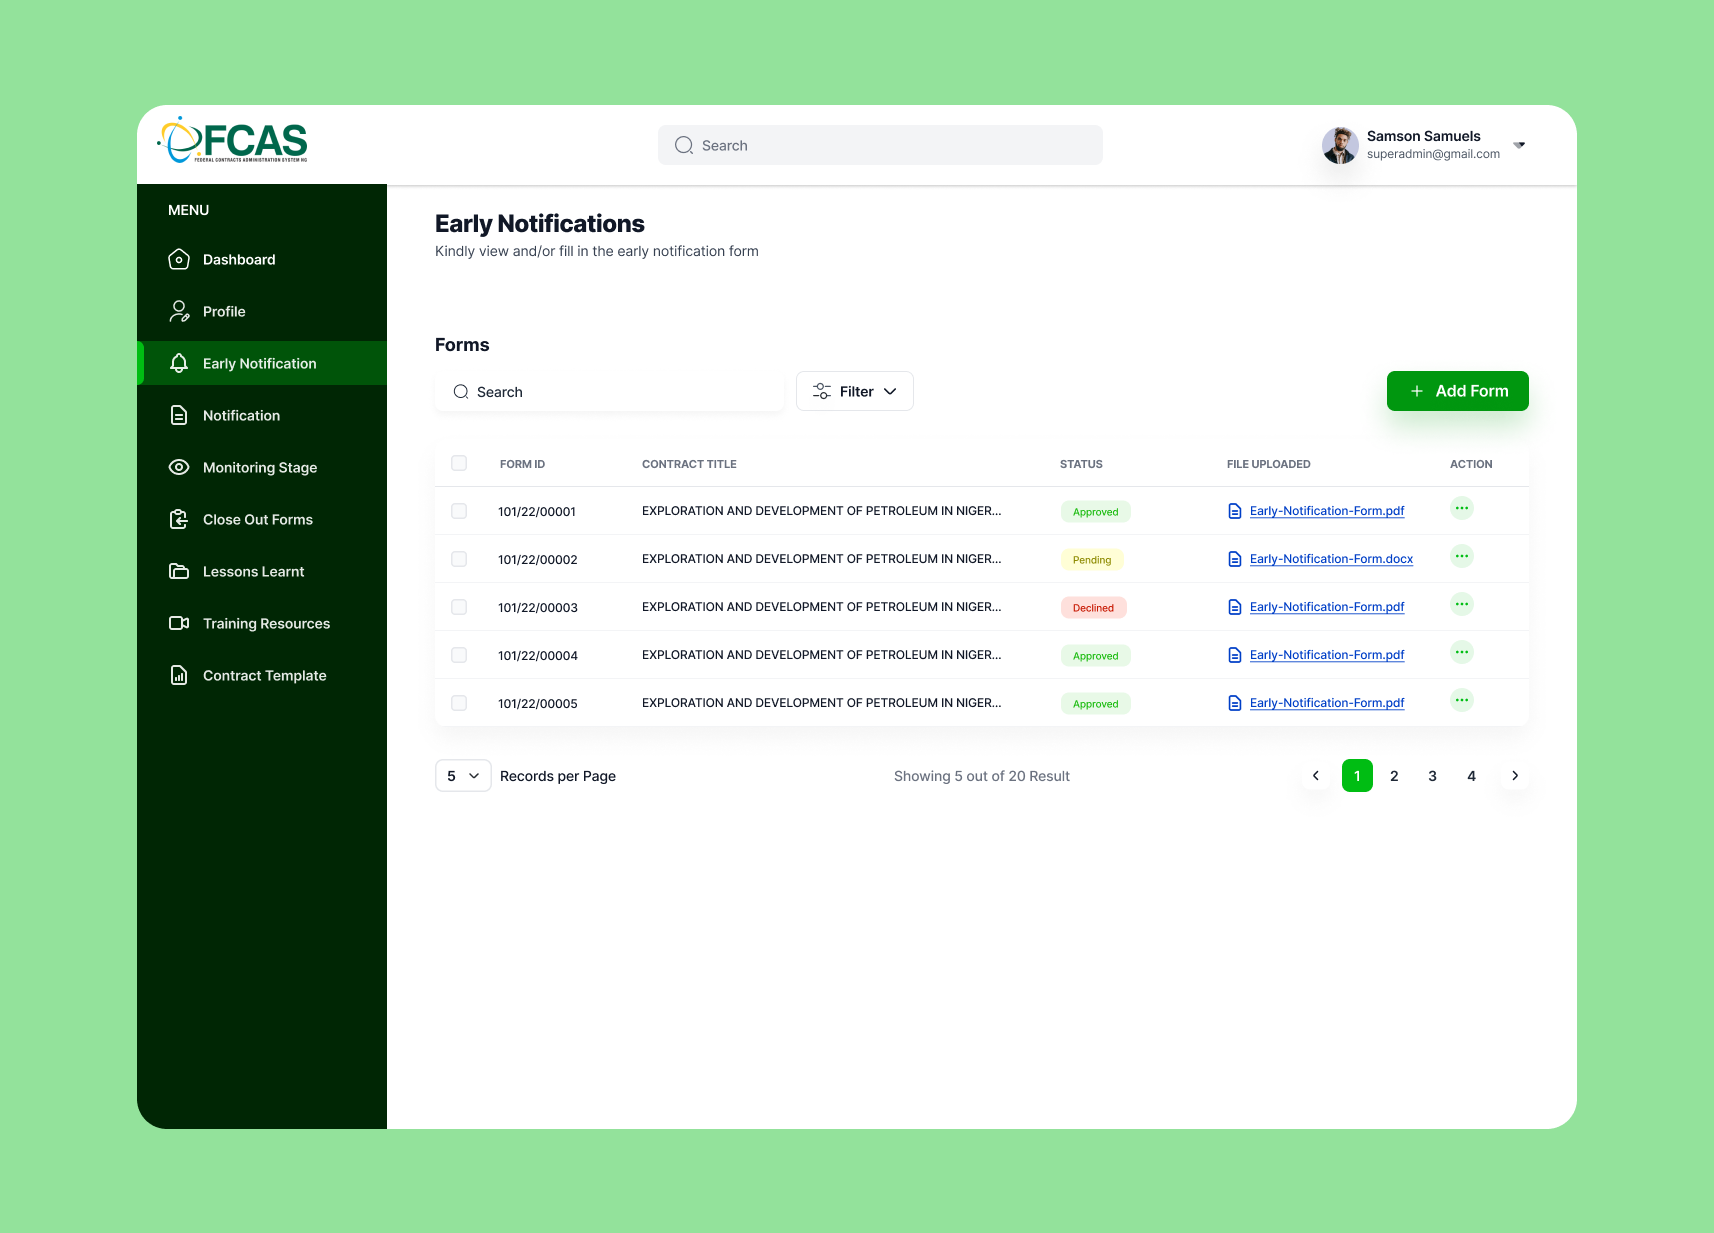 FCAS
FEDERAL CONTRACTS ADMINISTRATION SYSTEM NG
Search
Samson Samuels
superadmin@gmail.com
MENU
Dashboard
Profile
Early Notification
Notification
Monitoring Stage
Close Out Forms
Lessons Learnt
Training Resources
Contract Template
Early Notifications
Kindly view and/or fill in the early notification form
Forms
Search
Filter
+ Add Form
FORM ID CONTRACT TITLE STATUS FILE UPLOADED ACTION
101/22/00001 EXPLORATION AND DEVELOPMENT OF PETROLEUM IN NIGER... Approved Early-Notification-Form.pdf
101/22/00002 EXPLORATION AND DEVELOPMENT OF PETROLEUM IN NIGER... Pending Early-Notification-Form.docx
101/22/00003 EXPLORATION AND DEVELOPMENT OF PETROLEUM IN NIGER... Declined Early-Notification-Form.pdf
101/22/00004 EXPLORATION AND DEVELOPMENT OF PETROLEUM IN NIGER... Approved Early-Notification-Form.pdf
101/22/00005 EXPLORATION AND DEVELOPMENT OF PETROLEUM IN NIGER... Approved Early-Notification-Form.pdf
5 Records per Page Showing 5 out of 20 Result 1 2 3 4